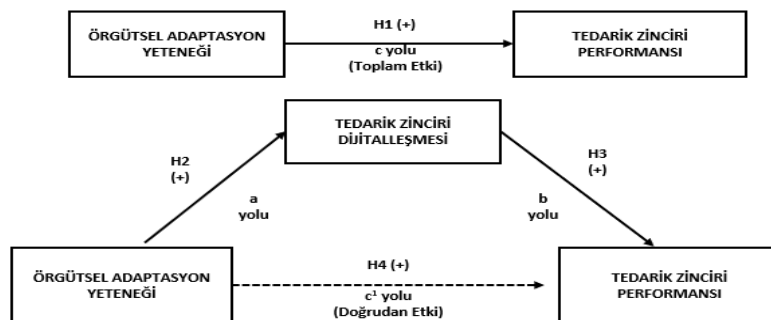 ÖRGÜTSEL ADAPTASYON
YETENEĞİ
H1 (+)
c yolu
(Toplam Etki)
TEDARİK ZİNCİRİ
PERFORMANSI
TEDARİK ZİNCİRİ
DİJİTALLEŞMESİ
H2
(+)
a
yolu
H3
(+)
b
yolu
ÖRGÜTSEL ADAPTASYON
YETENEĞİ
H4 (+)
c¹ yolu
(Doğrudan Etki)
TEDARİK ZİNCİRİ
PERFORMANSI